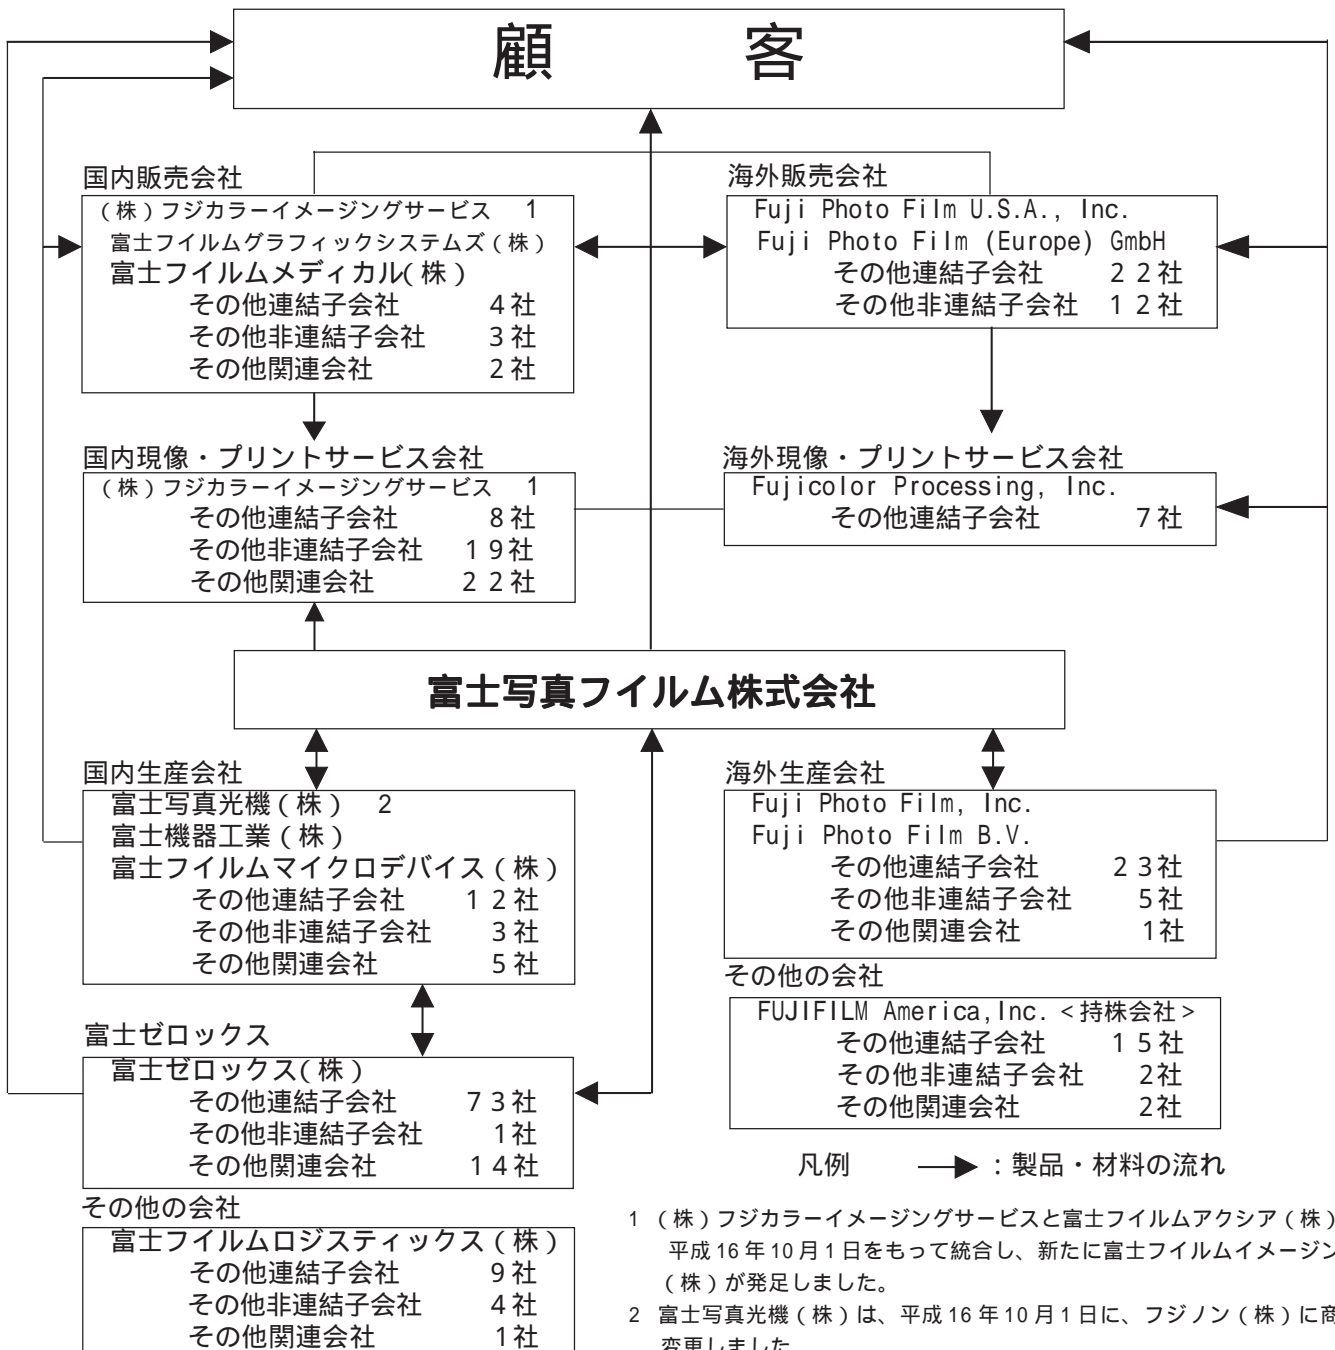 顧　客
国内販売会社
（株）フジカラーイメージングサービス　1
富士フイルムグラフィックシステムズ（株）
富士フイルムメディカル（株）
その他連結子会社　4社
その他非連結子会社　3社
その他関連会社　2社
海外販売会社
Fuji Photo Film U.S.A., Inc.
Fuji Photo Film (Europe) GmbH
その他連結子会社　22社
その他非連結子会社　12社
国内現像・プリントサービス会社
（株）フジカラーイメージングサービス　1
その他連結子会社　8社
その他非連結子会社　19社
その他関連会社　22社
海外現像・プリントサービス会社
Fujicolor Processing, Inc.
その他連結子会社　7社
富士写真フイルム株式会社
国内生産会社
富士写真光機（株）　2
富士機器工業（株）
富士フイルムマイクロデバイス（株）
その他連結子会社　12社
その他非連結子会社　3社
その他関連会社　5社
海外生産会社
Fuji Photo Film, Inc.
Fuji Photo Film B.V.
その他連結子会社　23社
その他非連結子会社　5社
その他関連会社　1社
富士ゼロックス
富士ゼロックス（株）
その他連結子会社　73社
その他非連結子会社　1社
その他関連会社　14社
その他の会社
FUJIFILM America,Inc.<持株会社>
その他連結子会社　15社
その他非連結子会社　2社
その他関連会社　2社
その他の会社
富士フイルムロジスティックス（株）
その他連結子会社　9社
その他非連結子会社　4社
その他関連会社　1社
凡例　：製品・材料の流れ
1　（株）フジカラーイメージングサービスと富士フイルムアクシア（株）
平成16年10月1日をもって統合し、新たに富士フイルムイメージン
（株）が発足しました。
2　富士写真光機（株）は、平成16年10月1日に、フジノン（株）に商
変更しました。